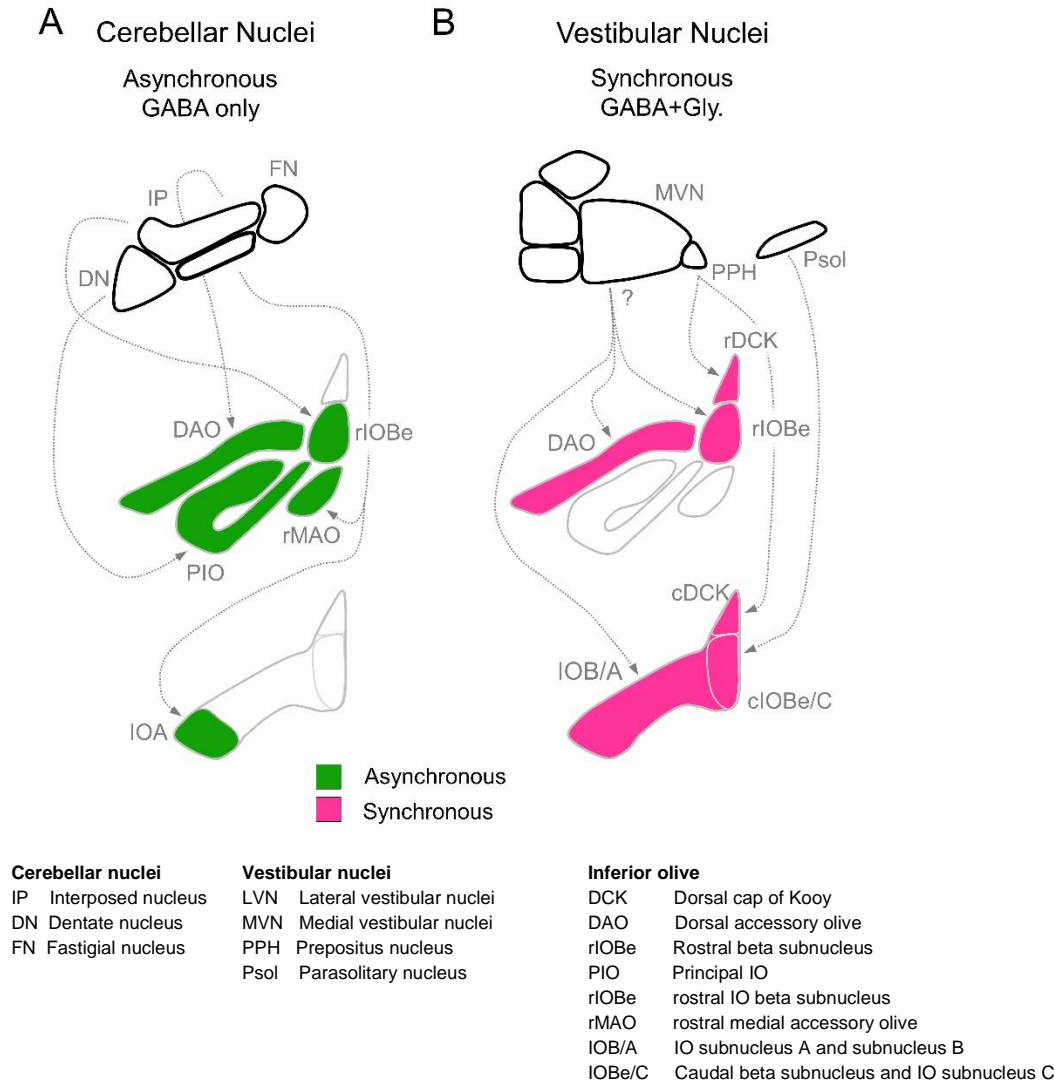 A Cerebellar Nuclei
Asynchronous
GABA only
FN
IP
DN
DAO
rIOBe
rMAO
PIO
IOA
B Vestibular Nuclei
Synchronous
GABA+Gly.
MVN
Psol
PPH
?
rDCK
DAO
rIOBe
cDCK
IOB/A
cIOBe/C
Asynchronous
Synchronous
Cerebellar nuclei
IP Interposed nucleus
DN Dentate nucleus
FN Fastigial nucleus
Vestibular nuclei
LVN Lateral vestibular nuclei
MVN Medial vestibular nuclei
PPH Prepositus nucleus
Psol Parasolitary nucleus
Inferior olive
DCK Dorsal cap of Kooy
DAO Dorsal accessory olive
rIOBe Rostral beta subnucleus
PIO Principal IO
rIOBe rostral IO beta subnucleus
rMAO rostral medial accessory olive
IOB/A IO subnucleus A and subnucleus B
IOBe/C Caudal beta subnucleus and IO subnucleus C